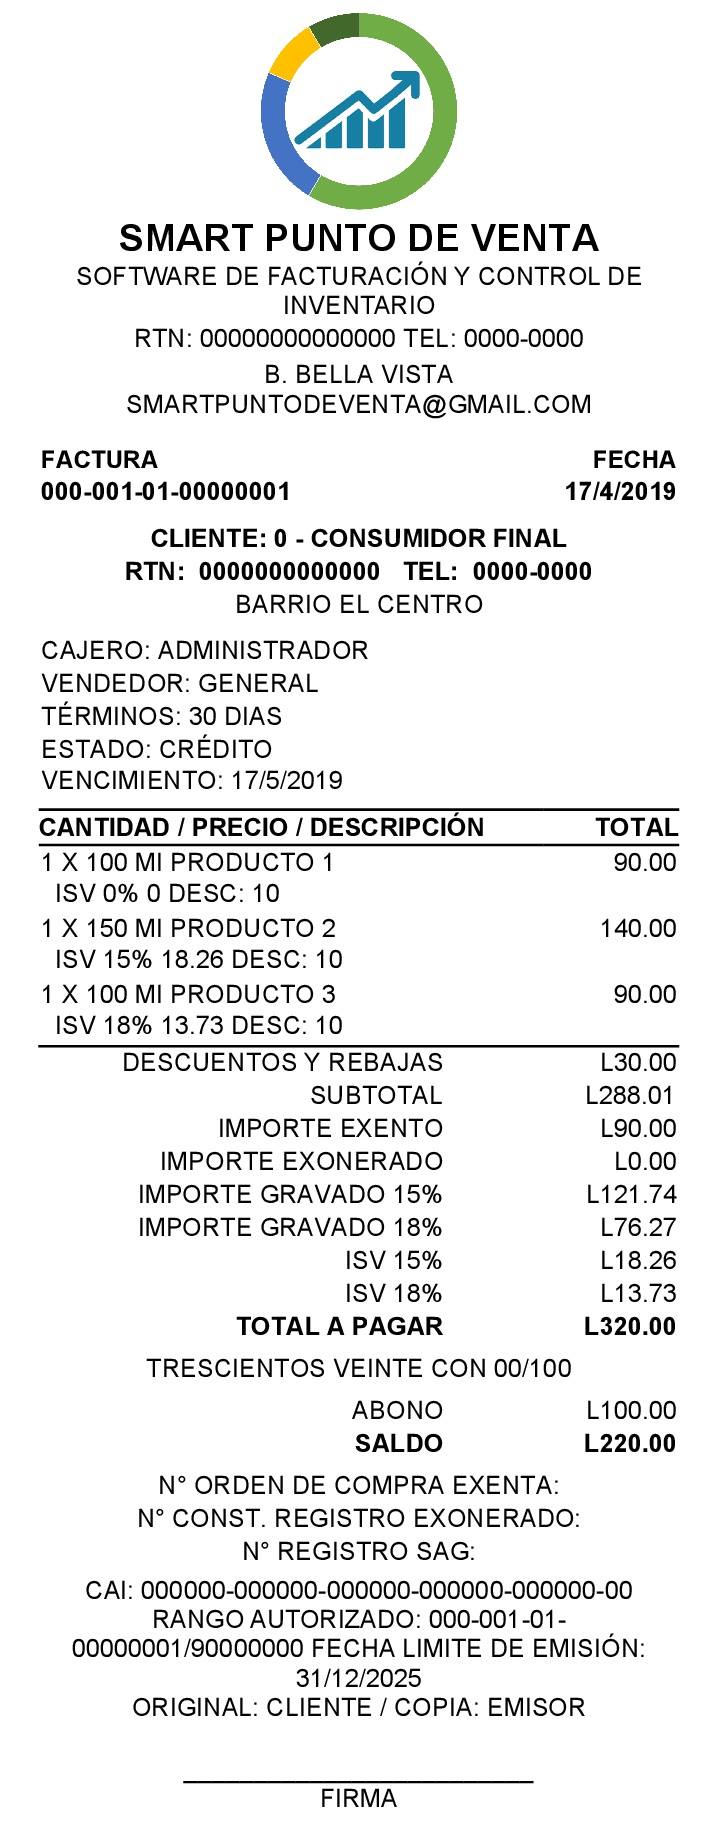 SMART PUNTO DE VENTA
SOFTWARE DE FACTURACIÓN Y CONTROL DE
INVENTARIO
RTN: 00000000000000 TEL: 0000-0000
B. BELLA VISTA
SMARTPUNTODEVENTA@GMAIL.COM
FACTURA FECHA
000-001-01-00000001 17/4/2019
CLIENTE: 0 - CONSUMIDOR FINAL
RTN: 0000000000000 TEL: 0000-0000
BARRIO EL CENTRO
CAJERO: ADMINISTRADOR
VENDEDOR: GENERAL
TÉRMINOS: 30 DIAS
ESTADO: CRÉDITO
VENCIMIENTO: 17/5/2019
CANTIDAD / PRECIO / DESCRIPCIÓN TOTAL
1 X 100 MI PRODUCTO 1 90.00
ISV 0% 0 DESC: 10
1 X 150 MI PRODUCTO 2 140.00
ISV 15% 18.26 DESC: 10
1 X 100 MI PRODUCTO 3 90.00
ISV 18% 13.73 DESC: 10
DESCUENTOS Y REBAJAS L30.00
SUBTOTAL L288.01
IMPORTE EXENTO L90.00
IMPORTE EXONERADO L0.00
IMPORTE GRAVADO 15% L121.74
IMPORTE GRAVADO 18% L76.27
ISV 15% L18.26
ISV 18% L13.73
TOTAL A PAGAR L320.00
TRESCIENTOS VEINTE CON 00/100
ABONO L100.00
SALDO L220.00
N° ORDEN DE COMPRA EXENTA:
N° CONST. REGISTRO EXONERADO:
N° REGISTRO SAG:
CAI: 000000-000000-000000-000000-000000-00
RANGO AUTORIZADO: 000-001-01-
00000001/90000000 FECHA LIMITE DE EMISIÓN:
31/12/2025
ORIGINAL: CLIENTE / COPIA: EMISOR
FIRMA